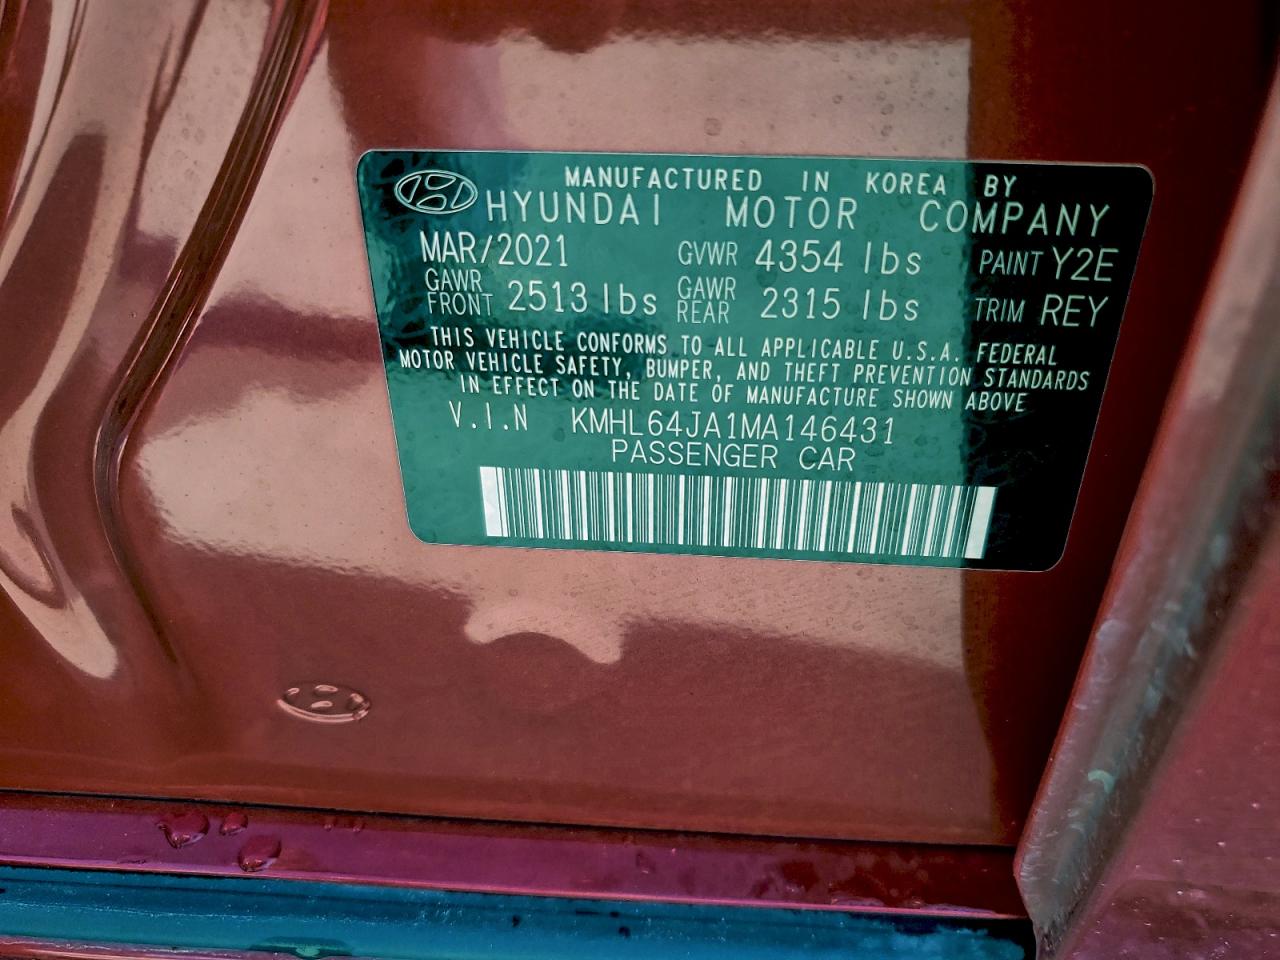 MANUFACTURED IN KOREA BY
HYUNDAI MOTOR COMPANY
MAR/2021 GVWR 4354 lbs PAINT Y2E
GAWR FRONT 2513 lbs GAWR REAR 2315 lbs TRIM REY
THIS VEHICLE CONFORMS TO ALL APPLICABLE U.S.A. FEDERAL
MOTOR VEHICLE SAFETY, BUMPER, AND THEFT PREVENTION STANDARDS
IN EFFECT ON THE DATE OF MANUFACTURE SHOWN ABOVE
V.I.N KMHL64JA1MA146431
PASSENGER CAR